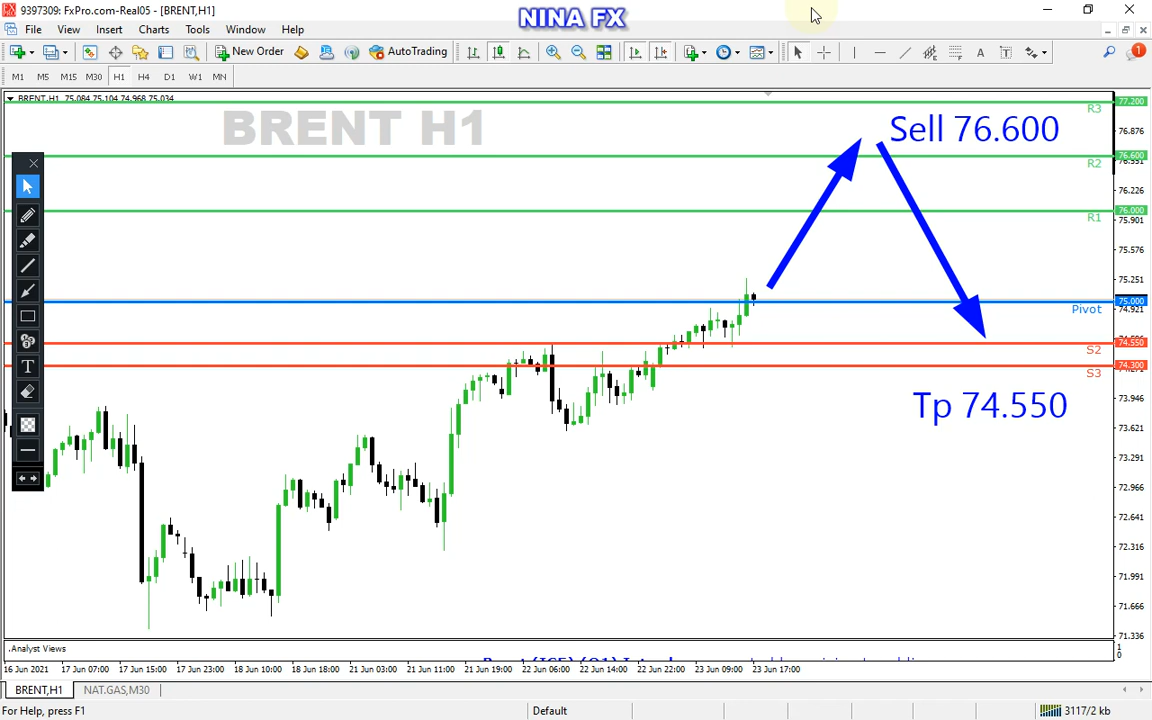 9397309: FxPro.com-Real05 - [BRENT,H1]
NINA FX
File View Insert Charts Tools Window Help
1
New Order AutoTrading
A T
M1 M5 M15 M30 H1 H4 D1 W1 MN
BRENT,H1 75.084 75.104 74.968 75.034
BRENT H1
77.200
R3
Sell 76.600
76.876
76.600
R2
76.551
76.226
76.000
R1
75.901
75.576
75.251
75.000
74.921
Pivot
74.550
S2
74.300
S3
73.946
Tp 74.550
73.621
73.291
72.966
72.641
72.316
71.991
71.666
71.336
T
Analyst Views
1
0
16 Jun 2021 17 Jun 07:00 17 Jun 15:00 17 Jun 23:00 18 Jun 10:00 18 Jun 18:00 21 Jun 03:00 21 Jun 11:00 21 Jun 19:00 22 Jun 06:00 22 Jun 14:00 22 Jun 22:00 23 Jun 09:00 23 Jun 17:00
BRENT,H1 NAT.GAS,M30
For Help, press F1 Default 3117/2 kb